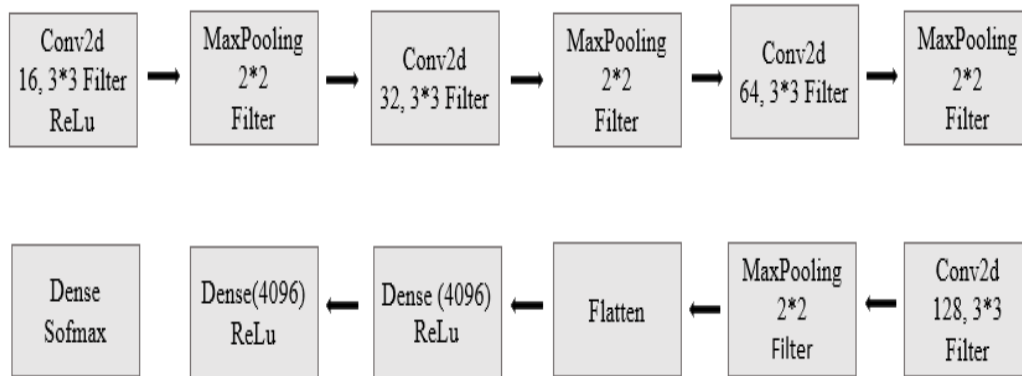 Conv2d
16, 3*3 Filter
ReLu
MaxPooling
2*2
Filter
Conv2d
32, 3*3 Filter
MaxPooling
2*2
Filter
Conv2d
64, 3*3 Filter
MaxPooling
2*2
Filter
Dense
Sofmax
Dense(4096)
ReLu
Dense (4096)
ReLu
Flatten
MaxPooling
2*2
Filter
Conv2d
128, 3*3
Filter